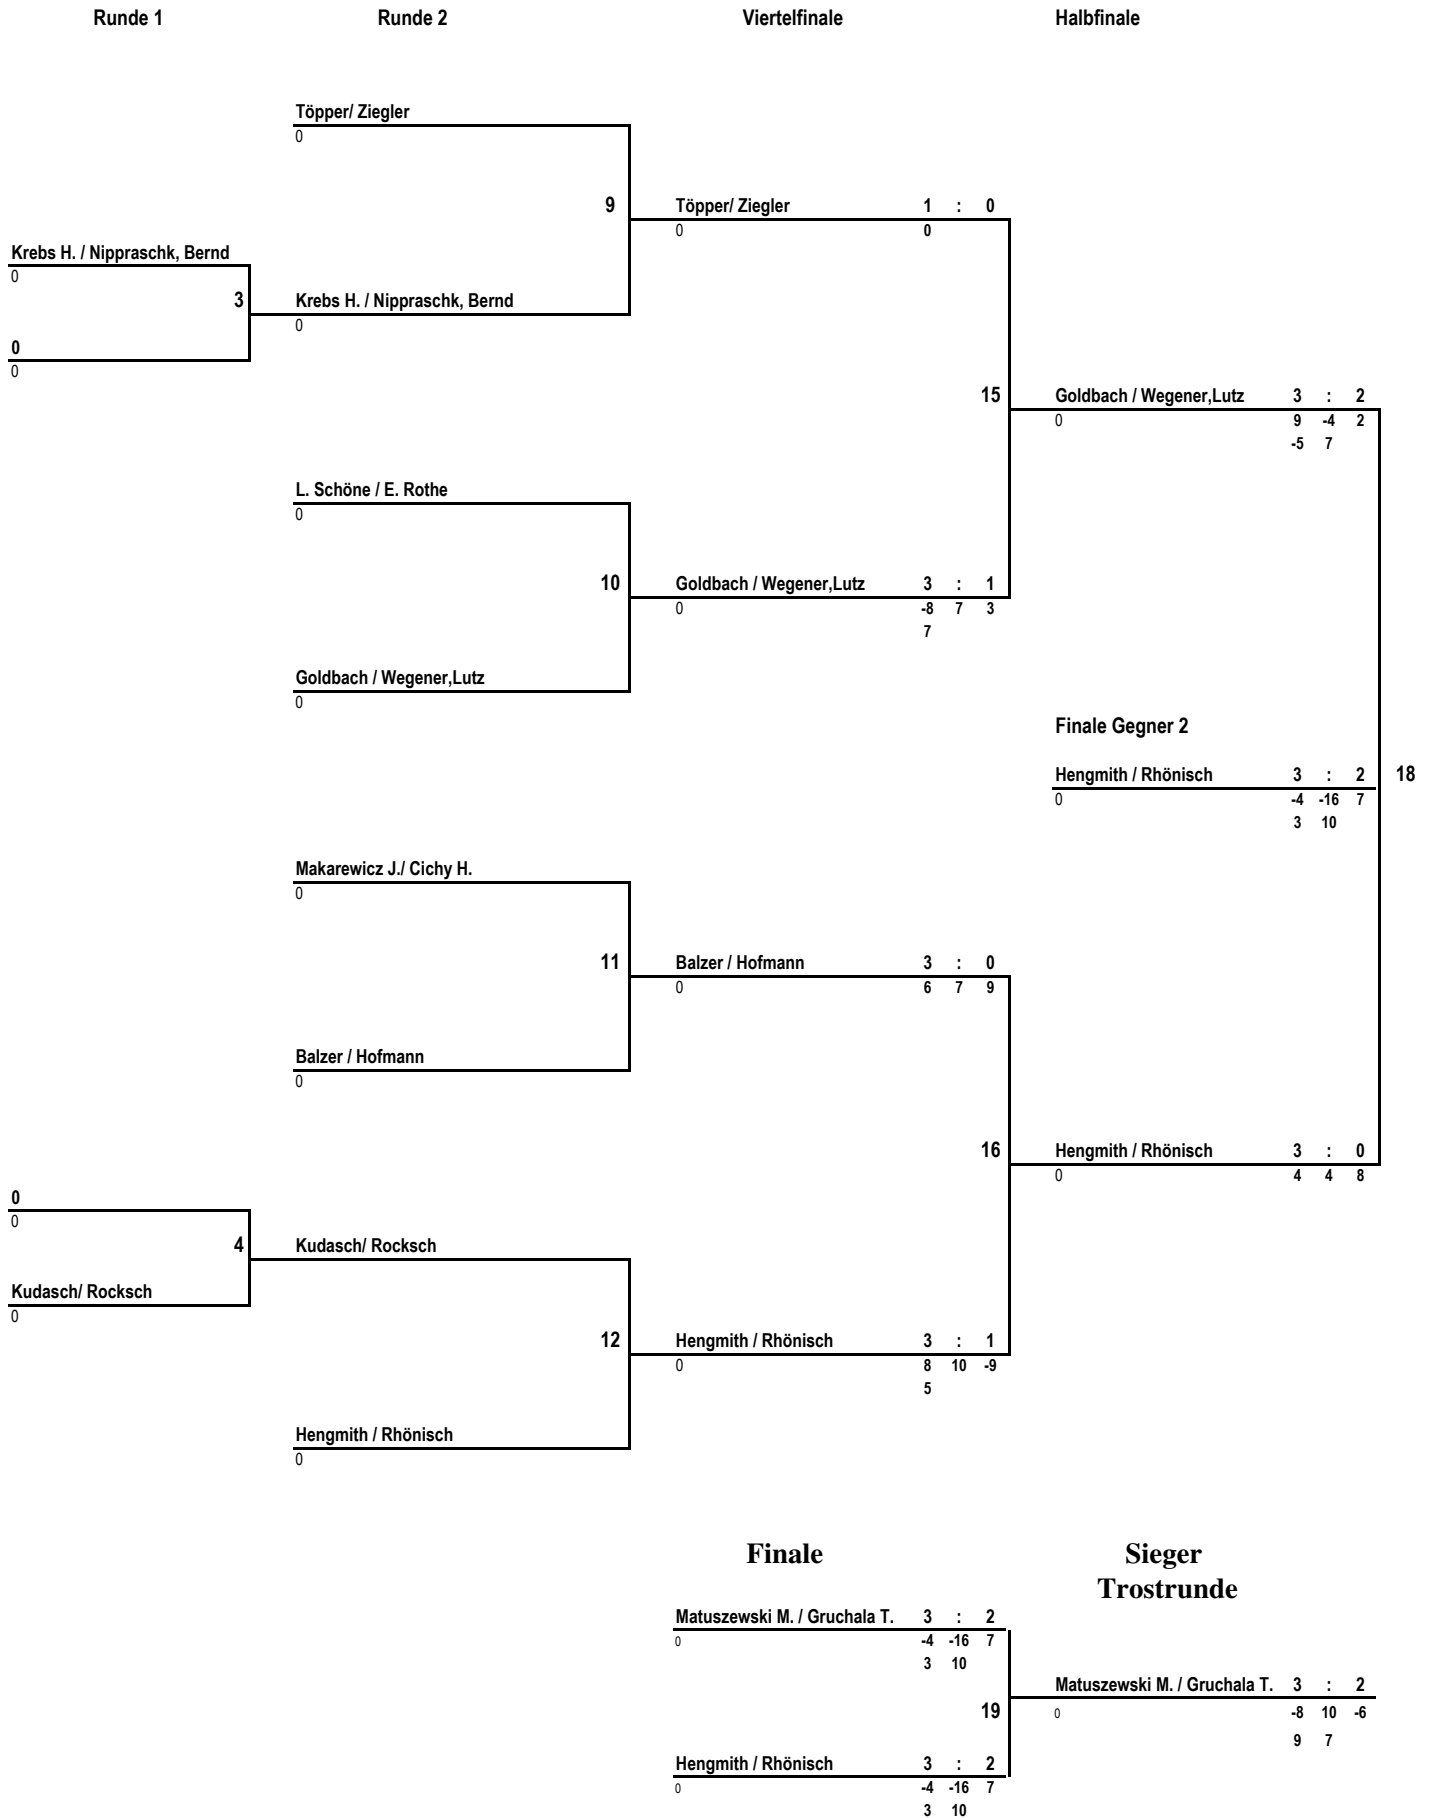 Runde 1 Runde 2 Viertelfinale Halbfinale
Töpper/ Ziegler
0
9 Töpper/ Ziegler 1 : 0
0 0
Krebs H. / Nippraschk, Bernd
0
3 Krebs H. / Nippraschk, Bernd
0
0
0
15 Goldbach / Wegener,Lutz 3 : 2
0 9 -4 2
-5 7
L. Schöne / E. Rothe
0
10 Goldbach / Wegener,Lutz 3 : 1
0 -8 7 3
7
Goldbach / Wegener,Lutz
0
Finale Gegner 2
Hengmith / Rhönisch 3 : 2 18
0 -4 -16 7
3 10
Makarewicz J./ Cichy H.
0
11 Balzer / Hofmann 3 : 0
0 6 7 9
Balzer / Hofmann
0
16 Hengmith / Rhönisch 3 : 0
0 4 4 8
0
0
4 Kudasch/ Rocksch
Kudasch/ Rocksch
0
12 Hengmith / Rhönisch 3 : 1
0 8 10 -9
5
Hengmith / Rhönisch
0
Finale Sieger
Trostrunde
Matuszewski M. / Gruchala T. 3 : 2
0 -4 -16 7
3 10
Matuszewski M. / Gruchala T. 3 : 2
19 0 -8 10 -6
9 7
Hengmith / Rhönisch 3 : 2
0 -4 -16 7
3 10